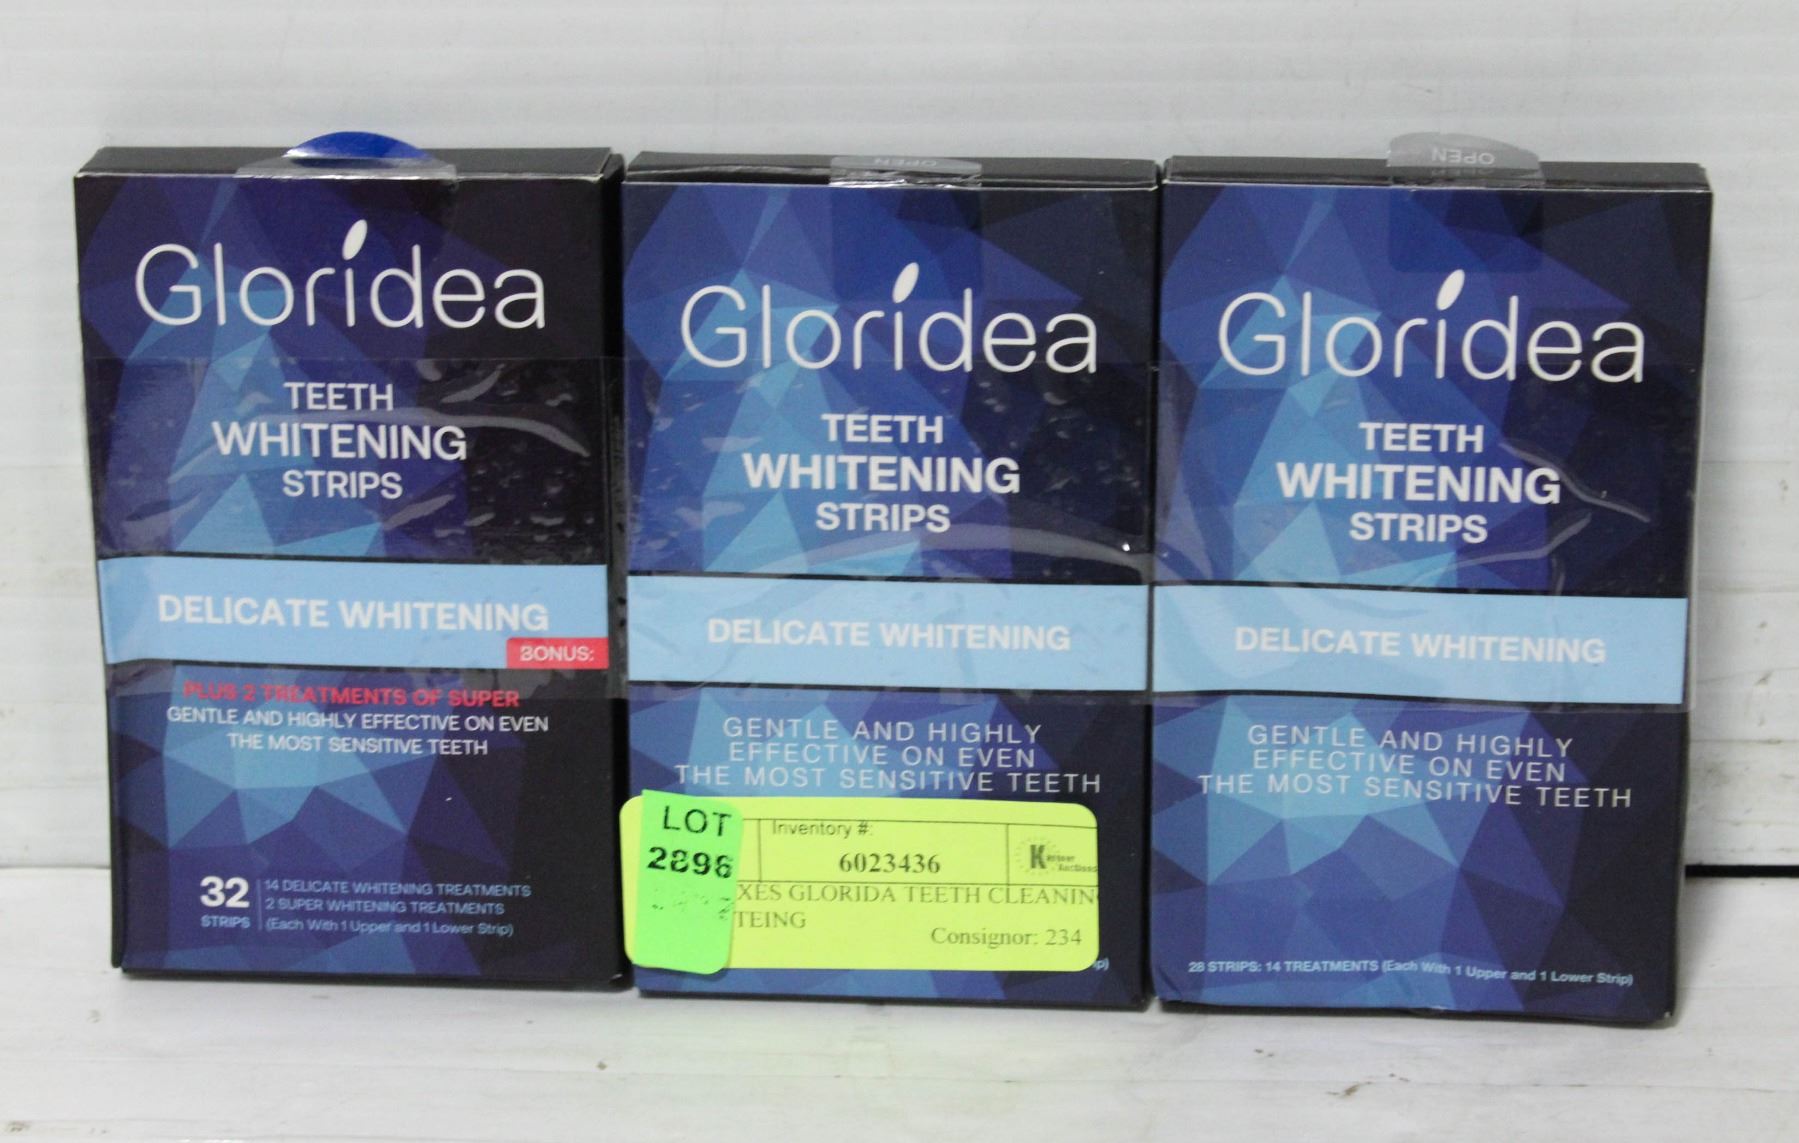 Gloridea
TEETH
WHITENING
STRIPS
DELICATE WHITENING
BONUS:
PLUS 2 TREATMENTS OF SUPER
GENTLE AND HIGHLY EFFECTIVE ON EVEN
THE MOST SENSITIVE TEETH
32
STRIPS
14 DELICATE WHITENING TREATMENTS
2 SUPER WHITENING TREATMENTS
(Each With 1 Upper and 1 Lower Strip)
OPEN
Gloridea
TEETH
WHITENING
STRIPS
DELICATE WHITENING
GENTLE AND HIGHLY
EFFECTIVE ON EVEN
THE MOST SENSITIVE TEETH
LOT
2896
Inventory #:
6023436
XES GLORIDA TEETH CLEANIN
TEING
Consignor: 234
ip)
OPEN
Gloridea
TEETH
WHITENING
STRIPS
DELICATE WHITENING
GENTLE AND HIGHLY
EFFECTIVE ON EVEN
THE MOST SENSITIVE TEETH
28 STRIPS: 14 TREATMENTS (Each With 1 Upper and 1 Lower Strip)